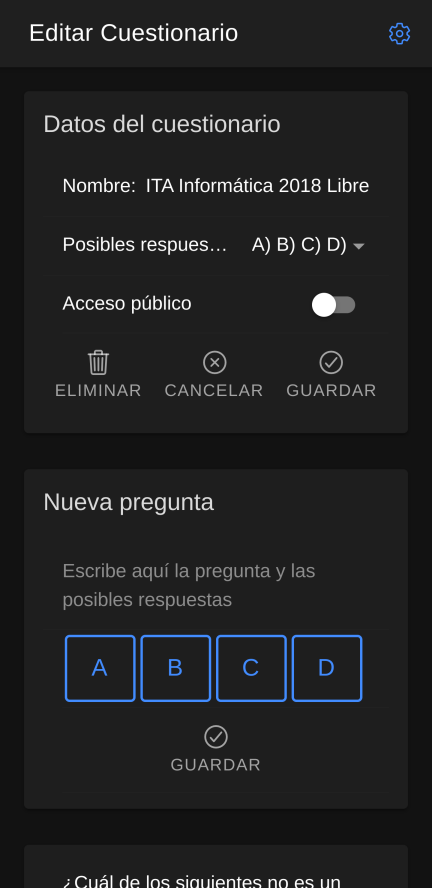 Editar Cuestionario
Datos del cuestionario
Nombre: ITA Informática 2018 Libre
Posibles respues… A) B) C) D)
Acceso público
ELIMINAR CANCELAR GUARDAR
Nueva pregunta
Escribe aquí la pregunta y las
posibles respuestas
A B C D
GUARDAR
¿Cuál de los siguientes no es un